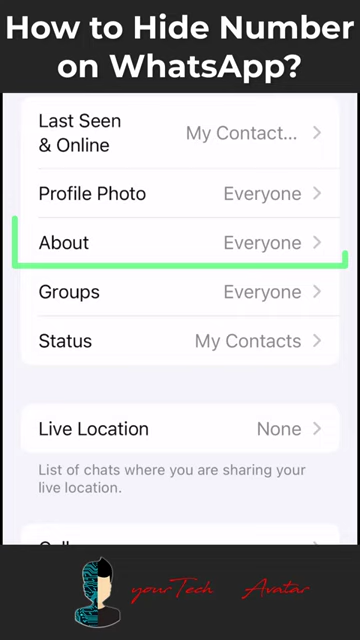 How to Hide Number
on WhatsApp?
Last Seen
& Online
My Contact...
Profile Photo
Everyone
About
Everyone
Groups
Everyone
Status
My Contacts
Live Location
None
List of chats where you are sharing your
live location.
yourTech Avatar